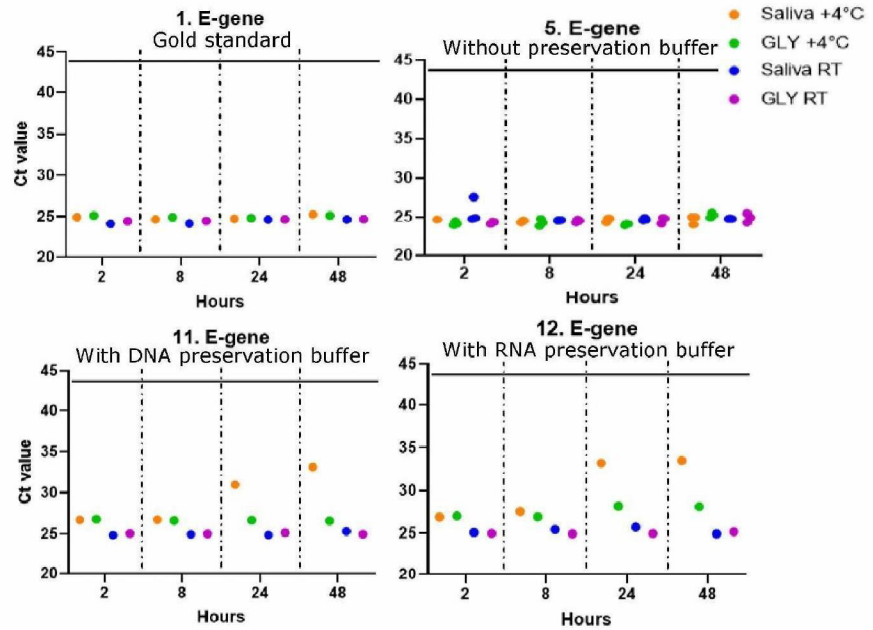 1. E-gene
Gold standard
45
40
35
30
25
20
Ct value
2 8 24 48
Hours
5. E-gene
Without preservation buffer
45
40
35
30
25
20
2 8 24 48
Hours
Saliva +4°C
GLY +4°C
Saliva RT
GLY RT
11. E-gene
With DNA preservation buffer
45
40
35
30
25
20
Ct value
2 8 24 48
Hours
12. E-gene
With RNA preservation buffer
45
40
35
30
25
20
2 8 24 48
Hours